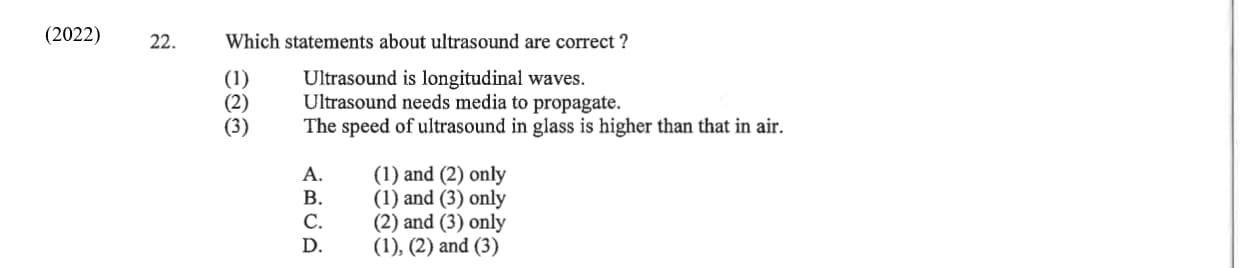 (2022) 22. Which statements about ultrasound are correct ?
(1) Ultrasound is longitudinal waves.
(2) Ultrasound needs media to propagate.
(3) The speed of ultrasound in glass is higher than that in air.
A. (1) and (2) only
B. (1) and (3) only
C. (2) and (3) only
D. (1), (2) and (3)